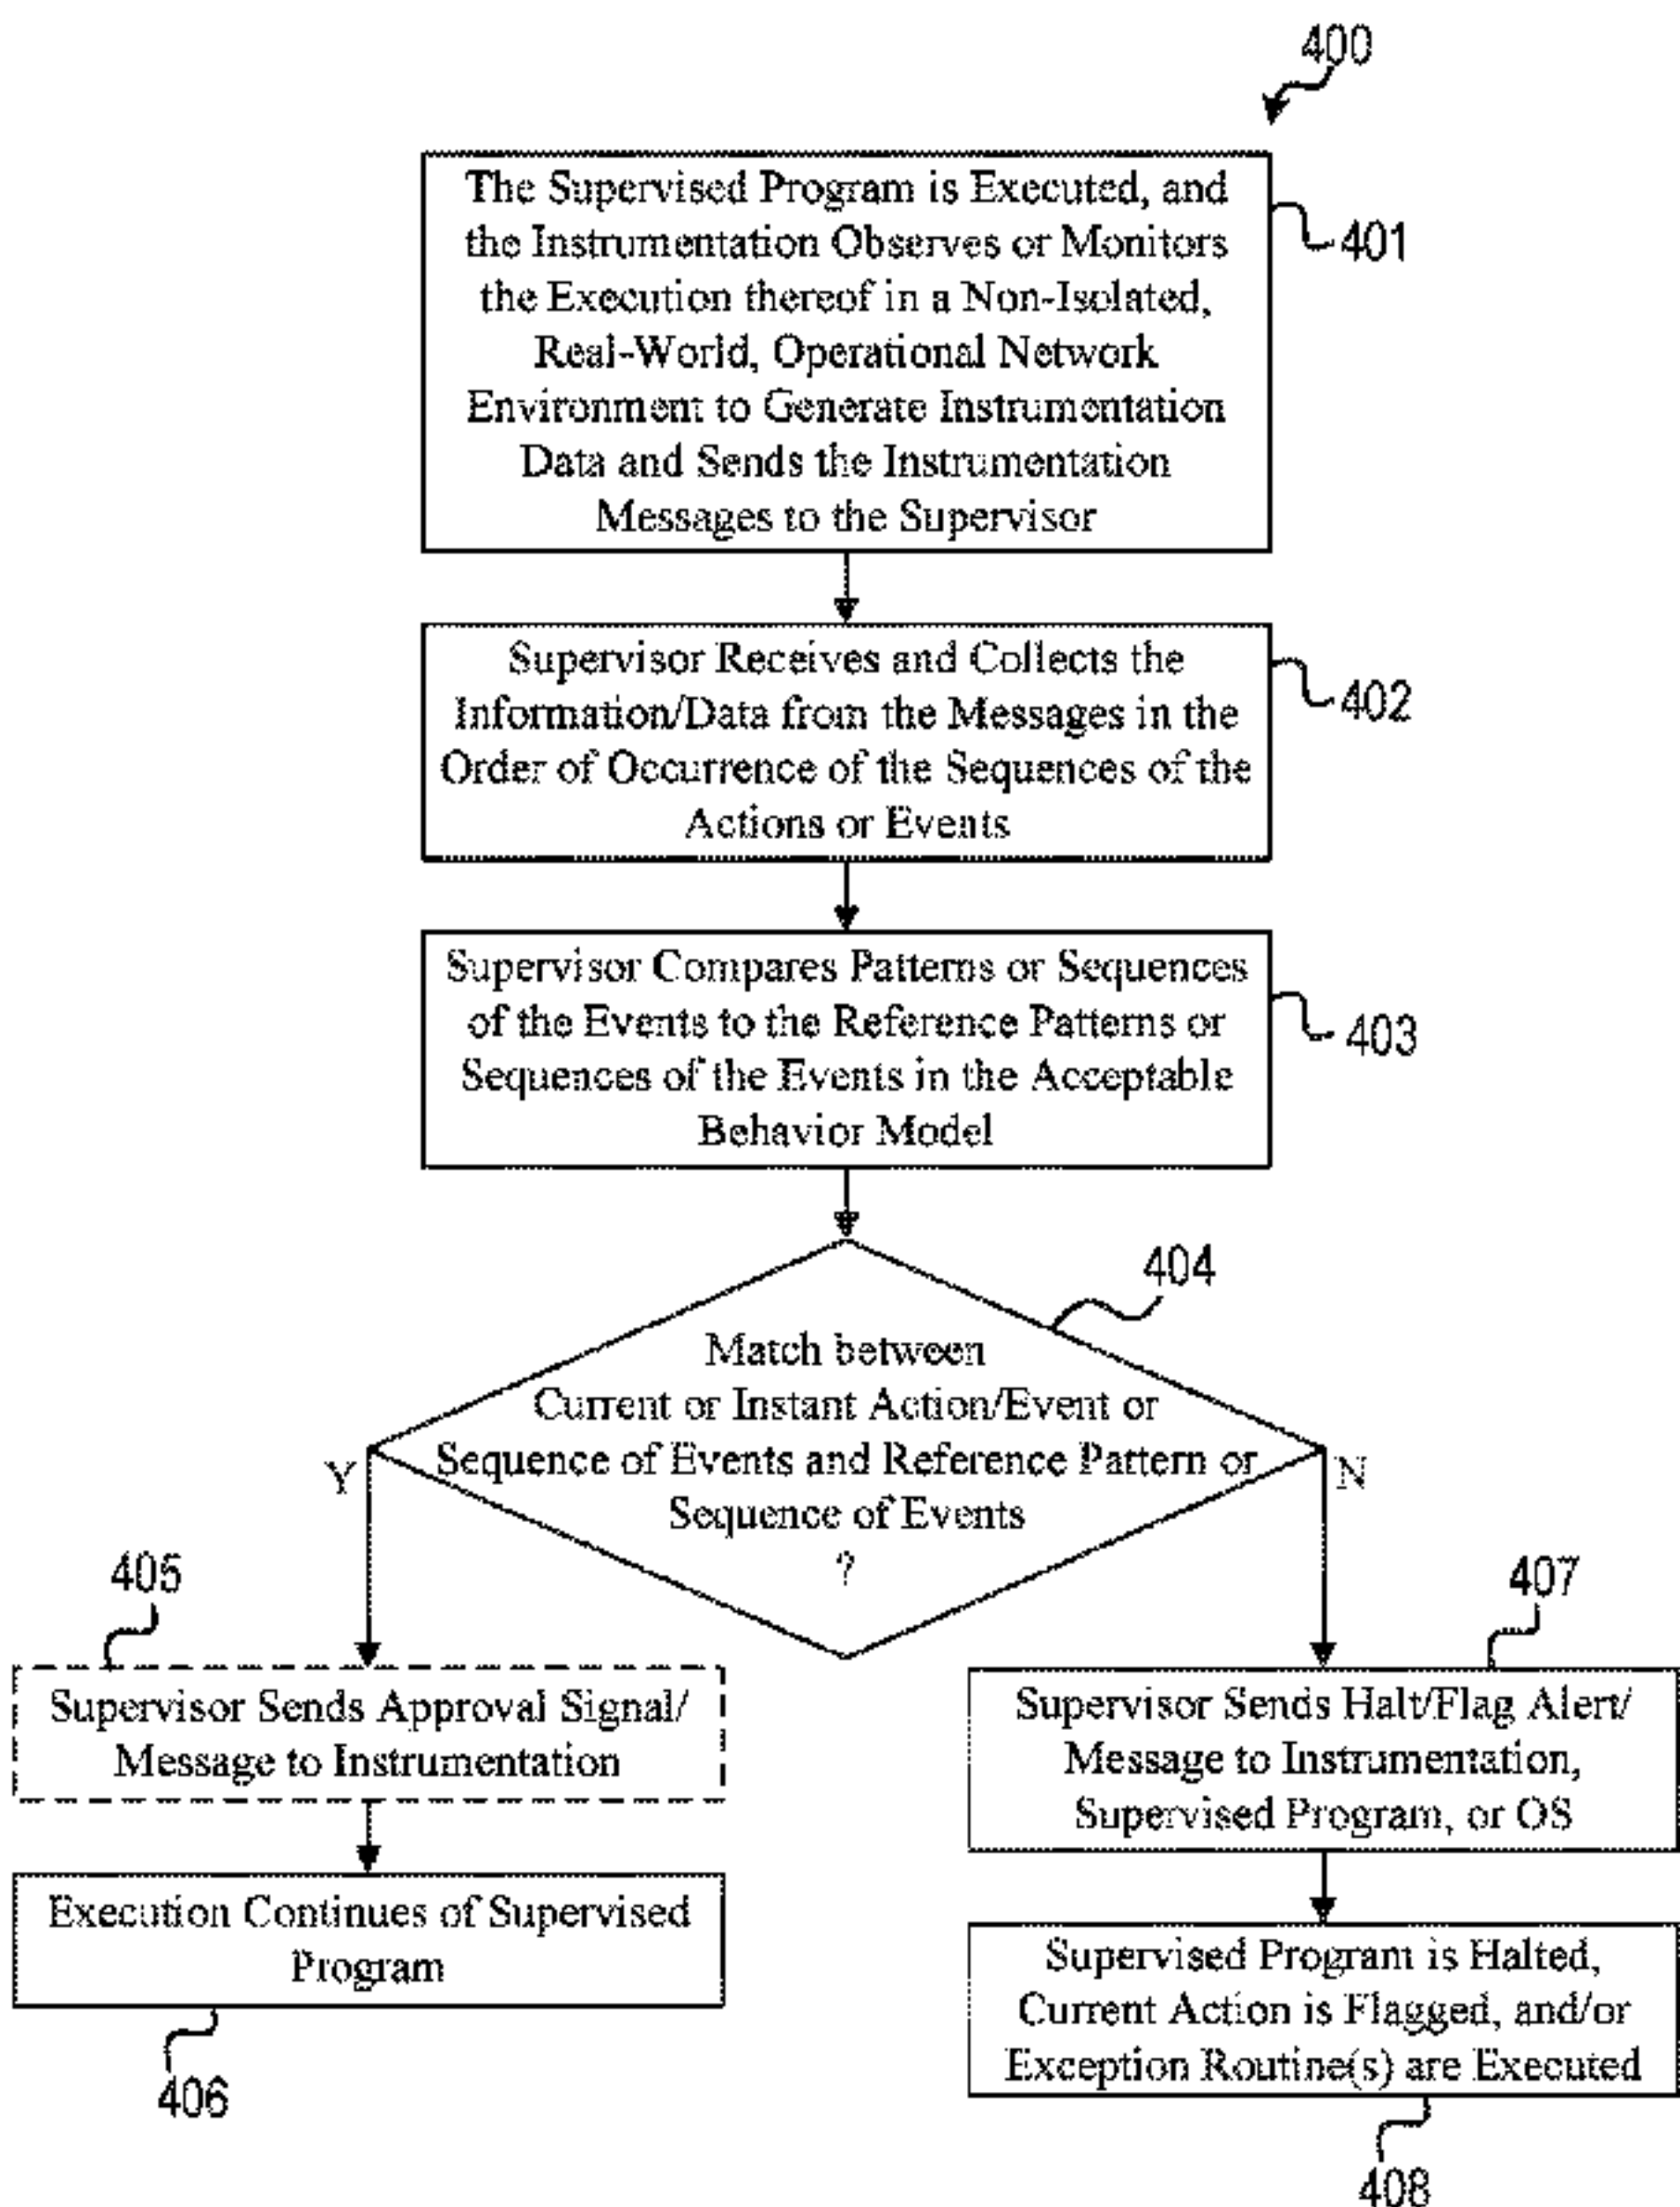 400
The Supervised Program is Executed, and
the Instrumentation Observes or Monitors
the Execution thereof in a Non-Isolated,
Real-World, Operational Network
Environment to Generate Instrumentation
Data and Sends the Instrumentation
Messages to the Supervisor
401
Supervisor Receives and Collects the
Information/Data from the Messages in the
Order of Occurrence of the Sequences of the
Actions or Events
402
Supervisor Compares Patterns or Sequences
of the Events to the Reference Patterns or
Sequences of the Events in the Acceptable
Behavior Model
403
404
Match between
Current or Instant Action/Event or
Sequence of Events and Reference Pattern or
Sequence of Events
?
Y
N
405
Supervisor Sends Approval Signal/
Message to Instrumentation
Execution Continues of Supervised
Program
406
407
Supervisor Sends Halt/Flag Alert/
Message to Instrumentation,
Supervised Program, or OS
Supervised Program is Halted,
Current Action is Flagged, and/or
Exception Routine(s) are Executed
408